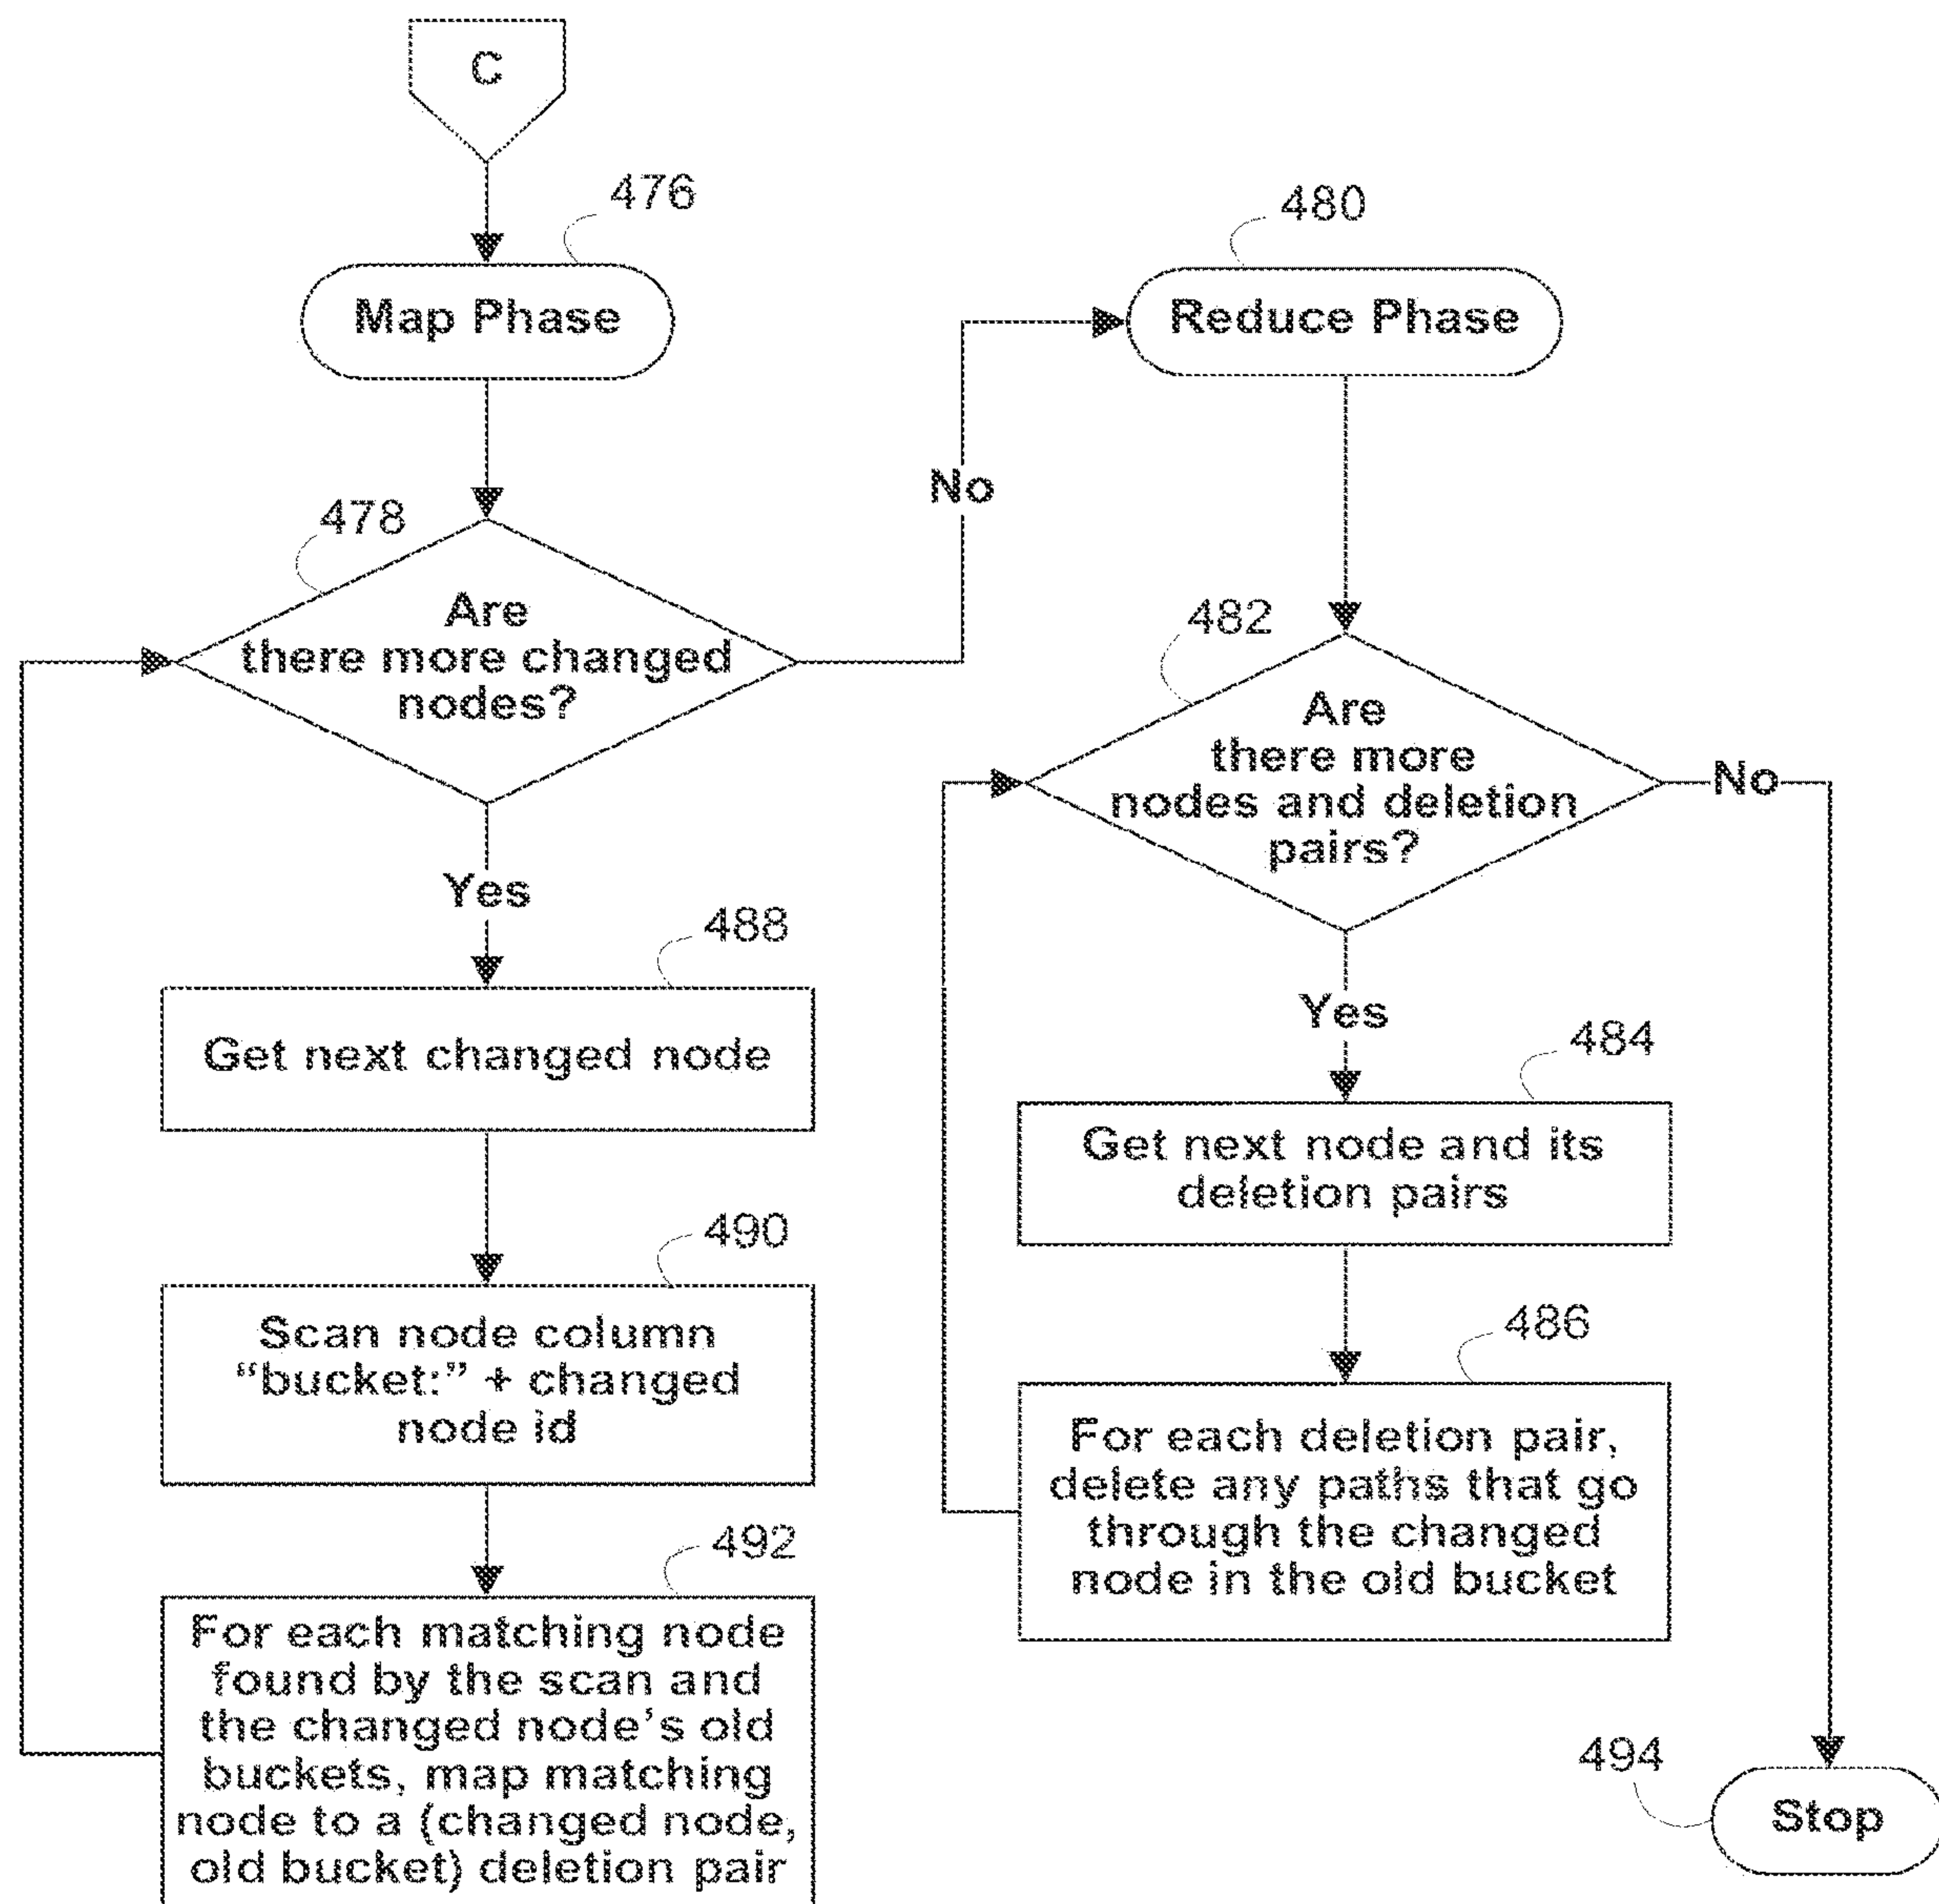 C
476
Map Phase
478
Are
there more changed
nodes?
No
Yes
488
Get next changed node
490
Scan node column
“bucket:” + changed
node id
492
For each matching node
found by the scan and
the changed node’s old
buckets, map matching
node to a (changed node,
old bucket) deletion pair
480
Reduce Phase
482
Are
there more
nodes and deletion
pairs?
No
Yes
484
Get next node and its
deletion pairs
486
For each deletion pair,
delete any paths that go
through the changed
node in the old bucket
494
Stop